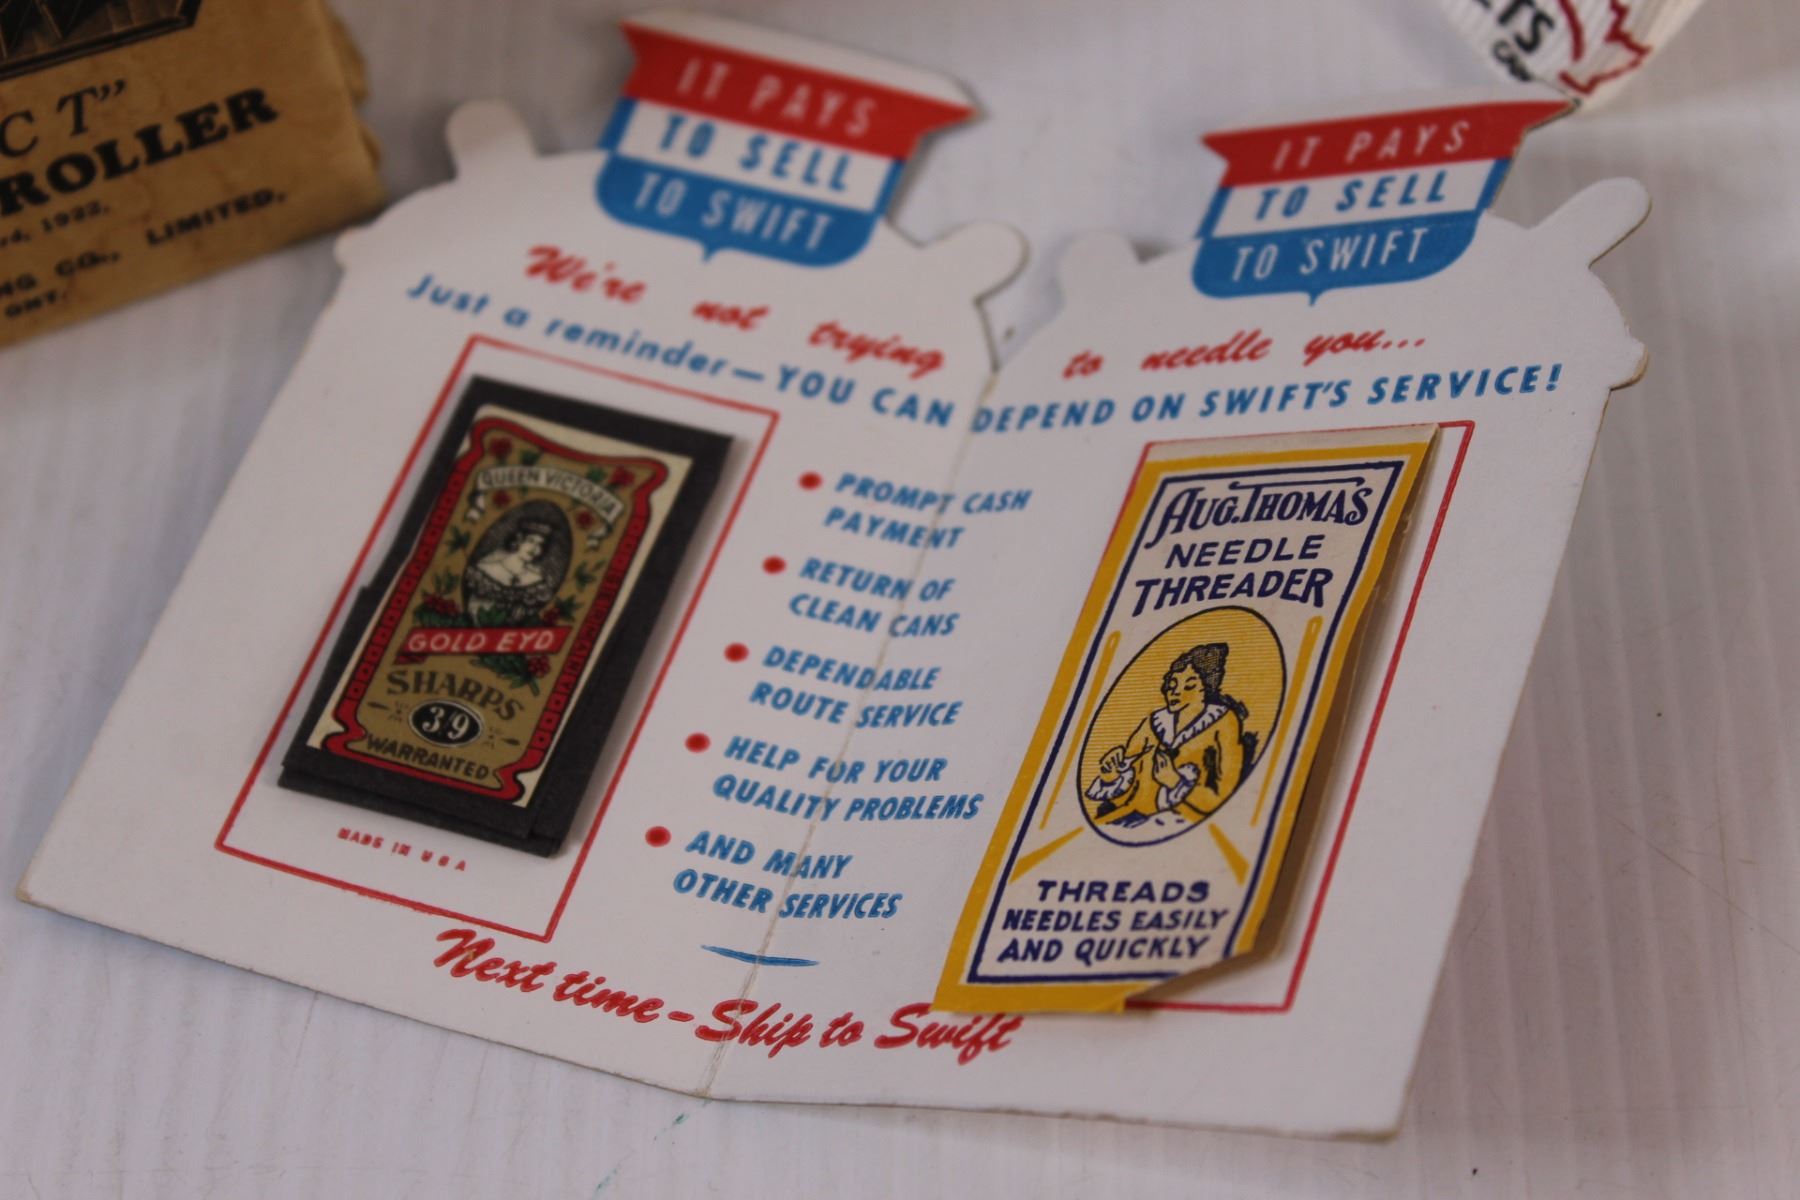 C T"
ROLLER
1922.
CO., LIMITED.
ONT.
IT PAYS
TO SELL
TO SWIFT
IT PAYS
TO SELL
TO SWIFT
We're not trying to needle you...
Just a reminder—YOU CAN DEPEND ON SWIFT'S SERVICE!
QUEEN VICTORIA
GOLD EYD
SHARPS
3/9
WARRANTED
MADE IN U S A
• PROMPT CASH
PAYMENT
• RETURN OF
CLEAN CANS
• DEPENDABLE
ROUTE SERVICE
• HELP FOR YOUR
QUALITY PROBLEMS
• AND MANY
OTHER SERVICES
AUG. THOMAS
NEEDLE
THREADER
THREADS
NEEDLES EASILY
AND QUICKLY
Next time - Ship to Swift